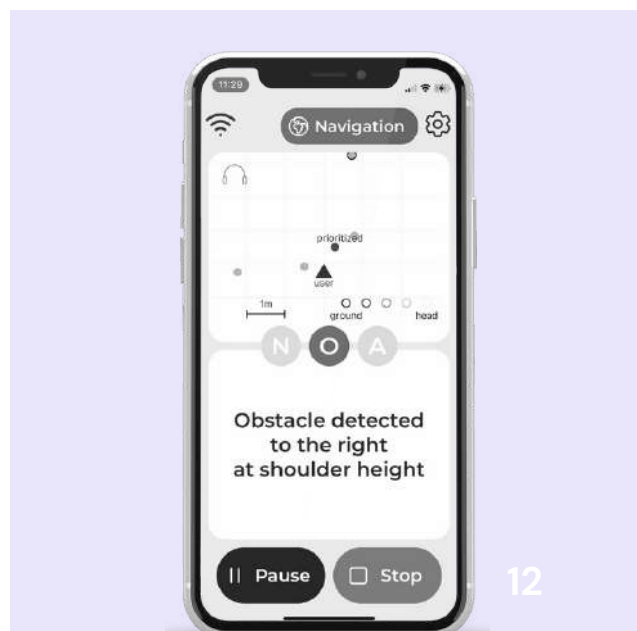 11:29
Navigation
prioritized
user
1m
ground
head
N O A
Obstacle detected
to the right
at shoulder height
Pause
Stop
12